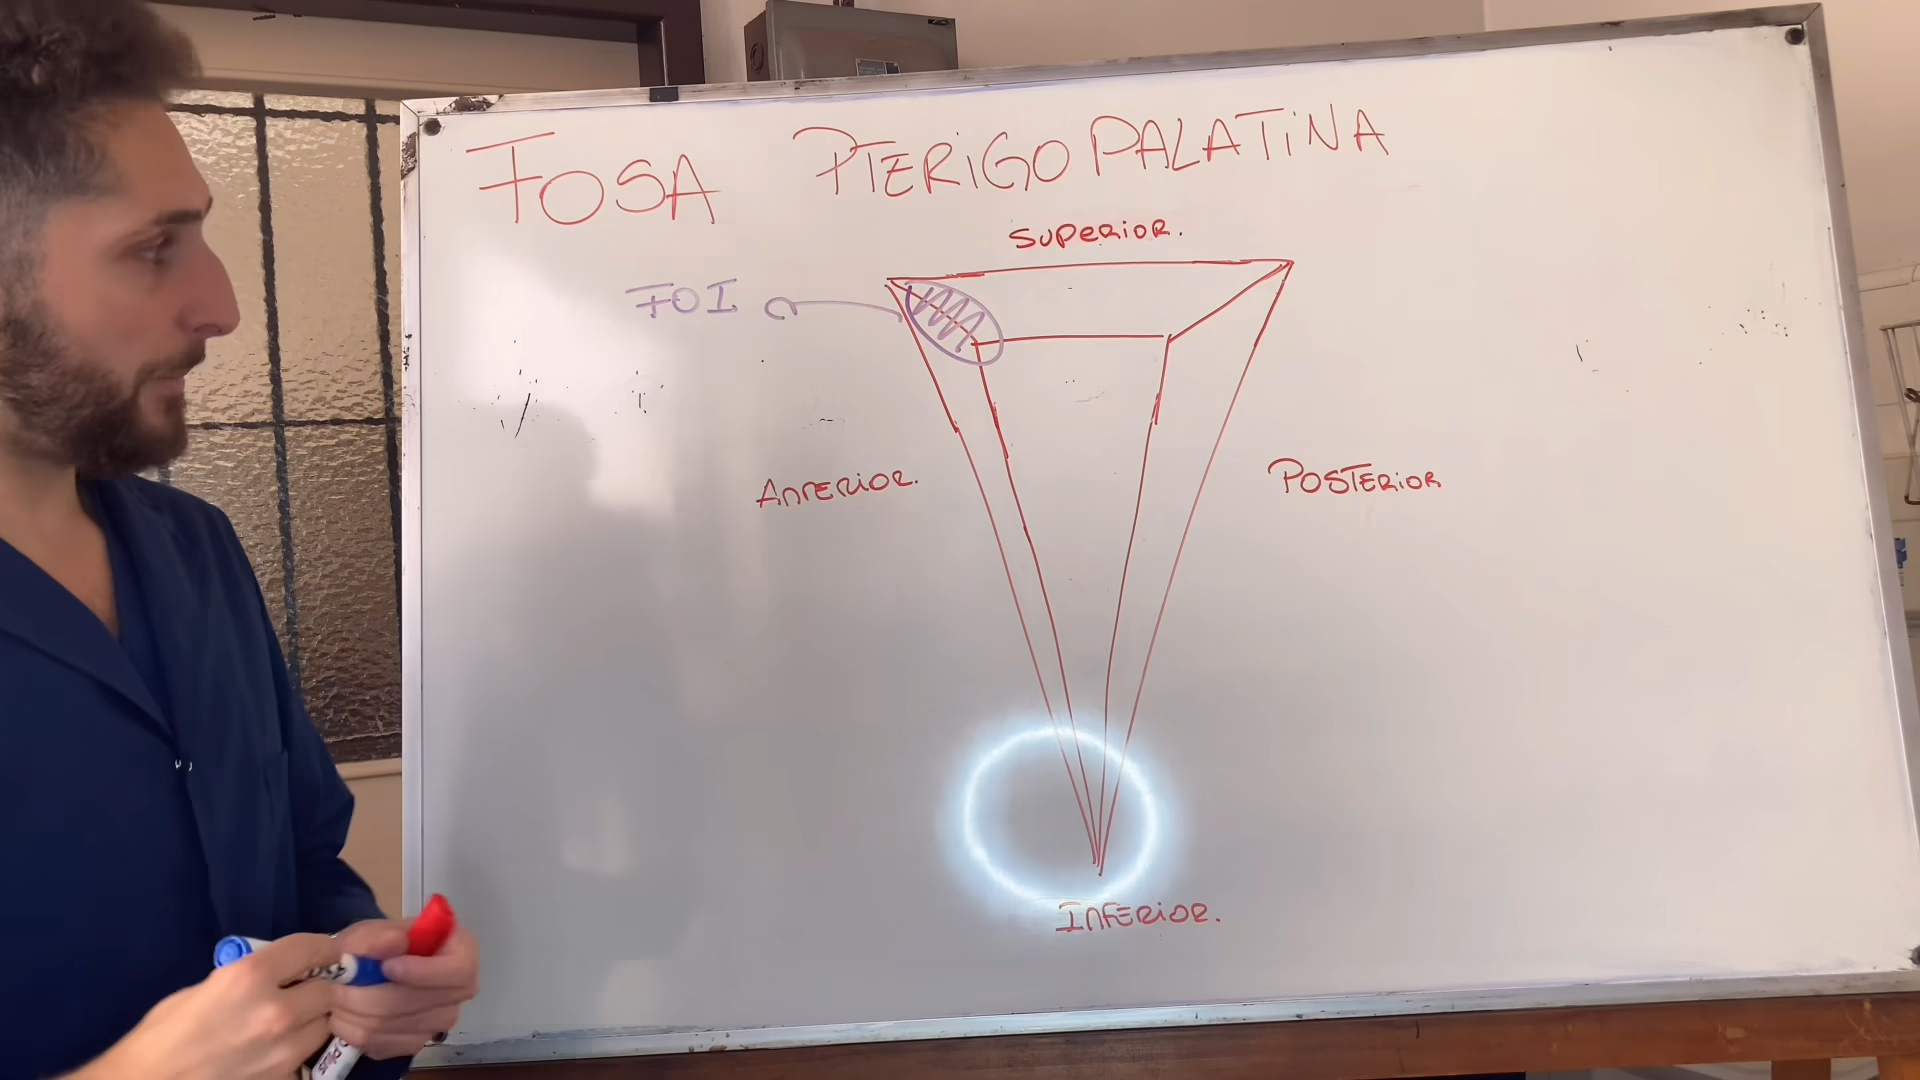 FOSA PTERIGOPALATINA
SUPERIOR.
FOI
ANTERIOR.
POSTERIOR
INFERIOR.